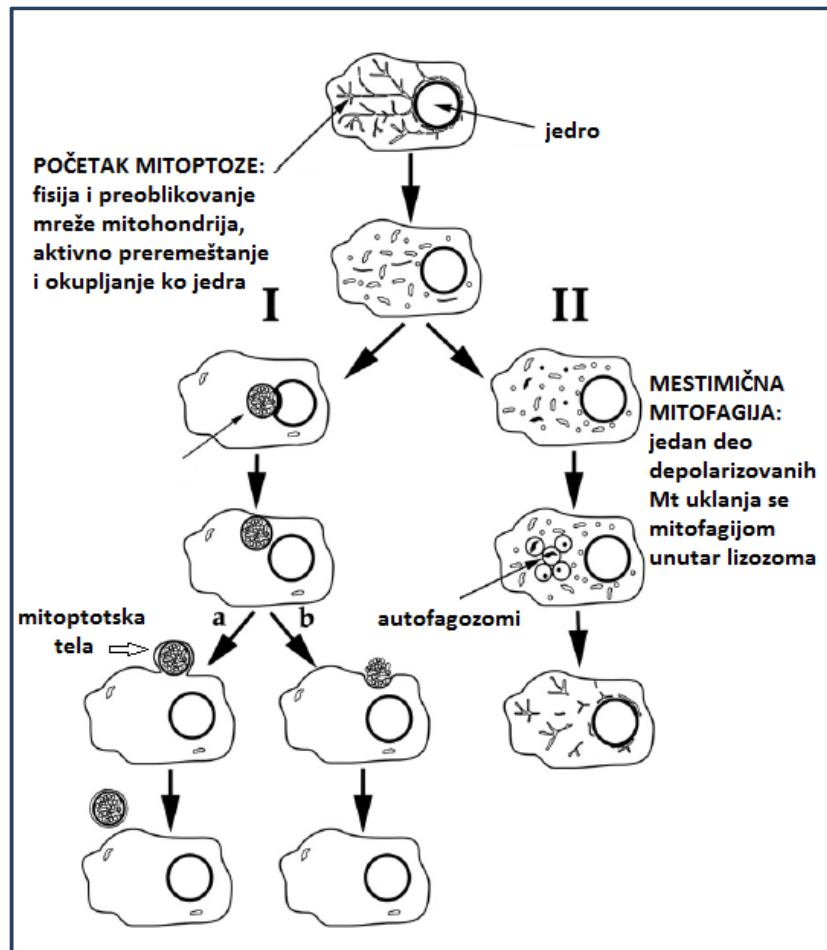 jedro
POČETAK MITOPTOZE:
fisija i preoblikovanje
mreže mitohondrija,
aktivno preremeštanje
i okupljanje ko jedra
I
II
MESTIMIČNA
MITOFAGIJA:
jedan deo
depolarizovanih
Mt uklanja se
mitofagijom
unutar lizozoma
autofagozomi
a
b
mitoptotska
tela